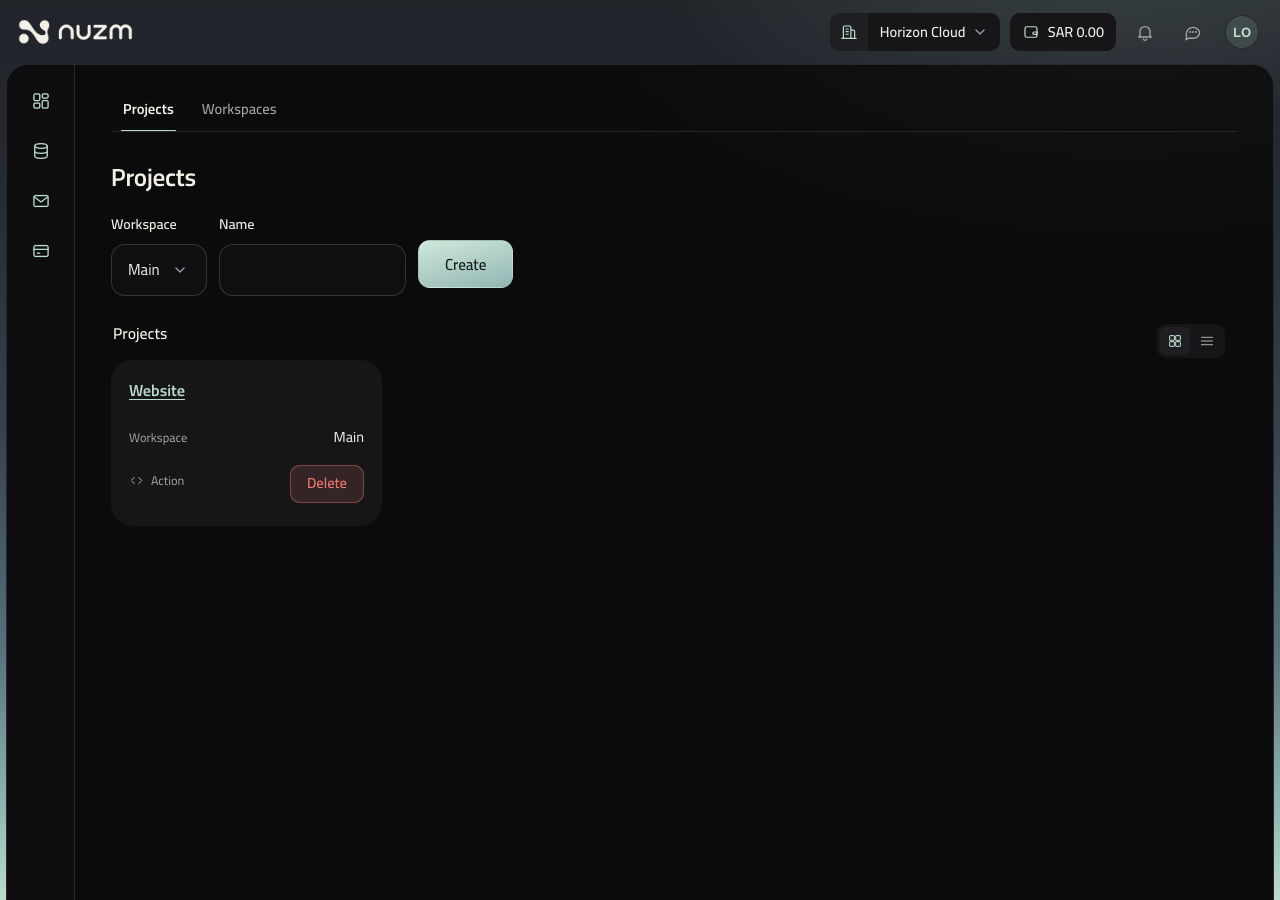 nuzm
Horizon Cloud
SAR 0.00
LO
Projects
Workspaces
Projects
Workspace
Name
Main
Create
Projects
Website
Workspace
Main
Action
Delete